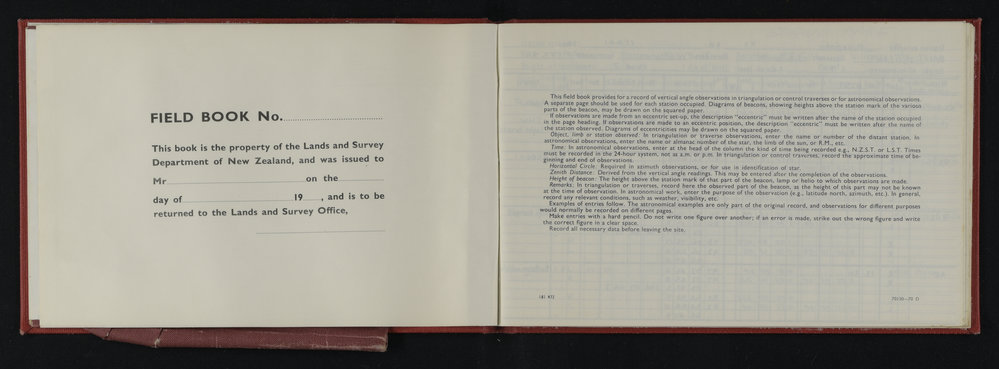 FIELD BOOK No.
This book is the property of the Lands and Survey
Department of New Zealand, and was issued to
Mr on the
day of 19 , and is to be
returned to the Lands and Survey Office,
This field book provides for a record of vertical angle observations in triangulation or control traverses or for astronomical observations.
A separate page should be used for each station occupied. Diagrams of beacons, showing heights above the station mark of the various
parts of the beacon, may be drawn on the squared paper.
If observations are made from an eccentric set-up, the description "eccentric" must be written after the name of the station occupied
in the page heading. If observations are made to an eccentric position, the description "eccentric" must be written after the name of
the station observed. Diagrams of eccentricities may be drawn on the squared paper.
Object, limb or station observed: In triangulation or traverse observations, enter the name or number of the distant station. In
astronomical observations, enter the name or almanac number of the star, the limb of the sun, or R.M., etc.
Time: In astronomical observations, enter at the head of the column the kind of time being recorded e.g., N.Z.S.T. or L.S.T. Times
must be recorded in the 24-hour system, not as a.m. or p.m. In triangulation or control traverses, record the approximate time of be-
ginning and end of observations.
Horizontal Circle: Required in azimuth observations, or for use in identification of star.
Zenith Distance: Derived from the vertical angle readings. This may be entered after the completion of the observations.
Height of beacon: The height above the station mark of that part of the beacon, lamp or helio to which observations are made.
Remarks: In triangulation or traverses, record here the observed part of the beacon, as the height of this part may not be known
at the time of observation. In astronomical work, enter the purpose of the observation (e.g., latitude north, azimuth, etc.). In general,
record any relevant conditions, such as weather, visibility, etc.
Examples of entries follow. The astronomical examples are only part of the original record, and observations for different purposes
would normally be recorded on different pages.
Make entries with a hard pencil. Do not write one figure over another; if an error is made, strike out the wrong figure and write
the correct figure in a clear space.
Record all necessary data before leaving the site.
70130—70 D